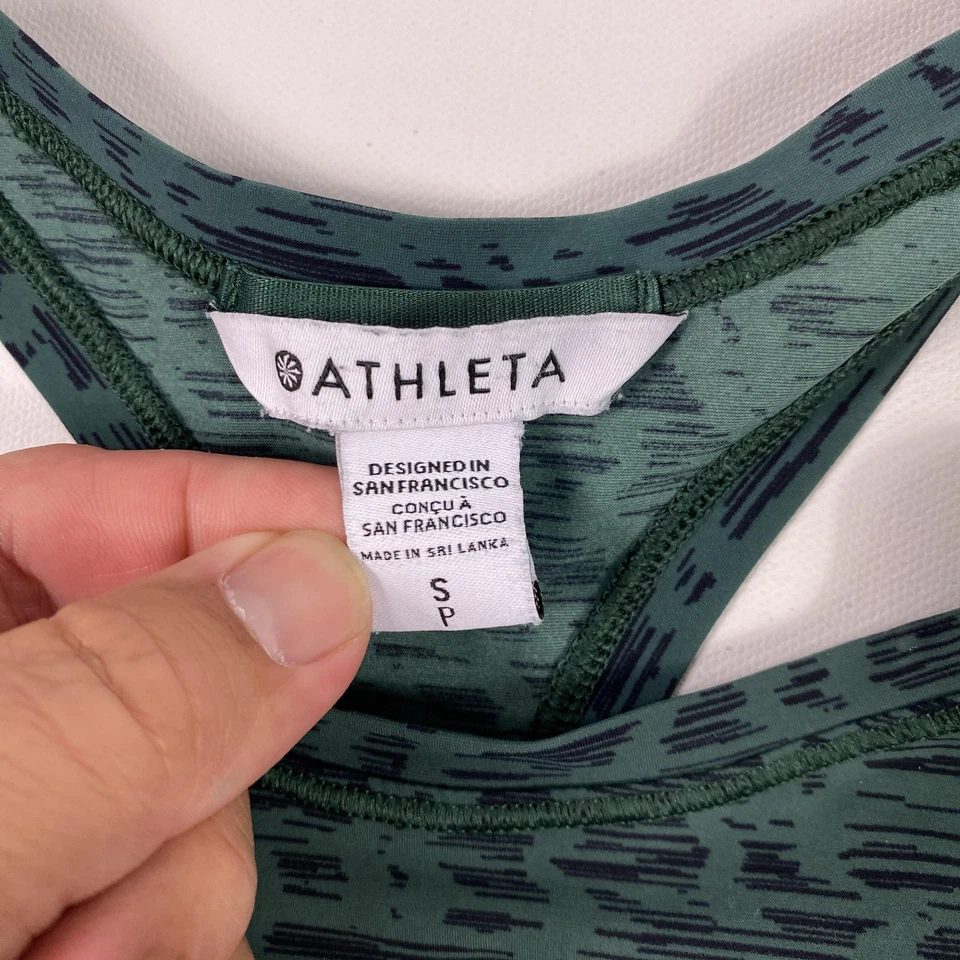 ATHLETA
DESIGNED IN
SAN FRANCISCO
CONÇU À
SAN FRANCISCO
MADE IN SRI LANKA
S
P